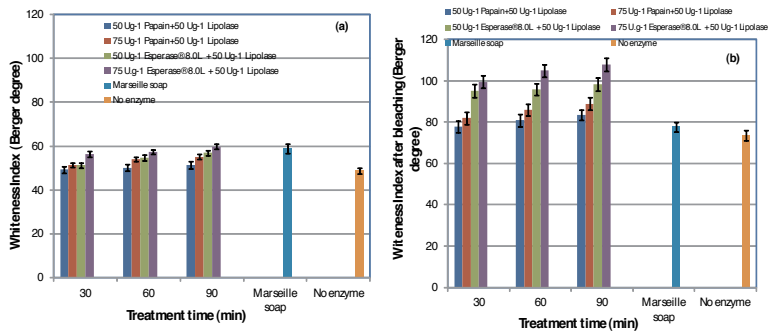 120
100
80
60
40
20
0
Whiteness Index (Berger degree)
(a)
50 Ug-1 Papain+50 Ug-1 Lipolase
75 Ug-1 Papain+50 Ug-1 Lipolase
50 Ug-1 Esperase®8.0L + 50 Ug-1 Lipolase
75 U.g-1 Esperase®8.0L + 50 Ug-1 Lipolase
Marseille soap
No enzyme
30 60 90 Marseille No enzyme
soap
Treatment time (min)
50 Ug-1 Papain+50 Ug-1 Lipolase 75 Ug-1 Papain+50 Ug-1 Lipolase
50 Ug-1 Esperase®8.0L + 50 Ug-1 Lipolase 75 U.g-1 Esperase®8.0L + 50 Ug-1 Lipolase
Marseille soap No enzyme
(b)
120
100
80
60
40
20
0
Witeness Index after bleaching (Berger
degree)
30 60 90 Marseille No enzyme
soap
Treatment time (min)